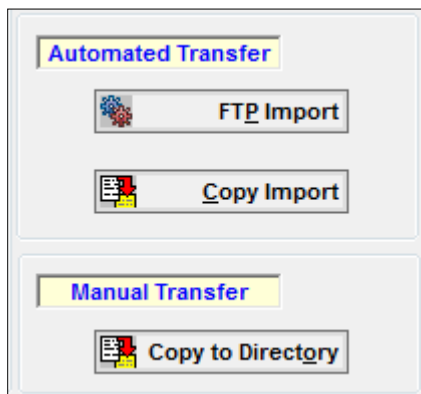 Automated Transfer
FTP Import
Copy Import
Manual Transfer
Copy to Directory